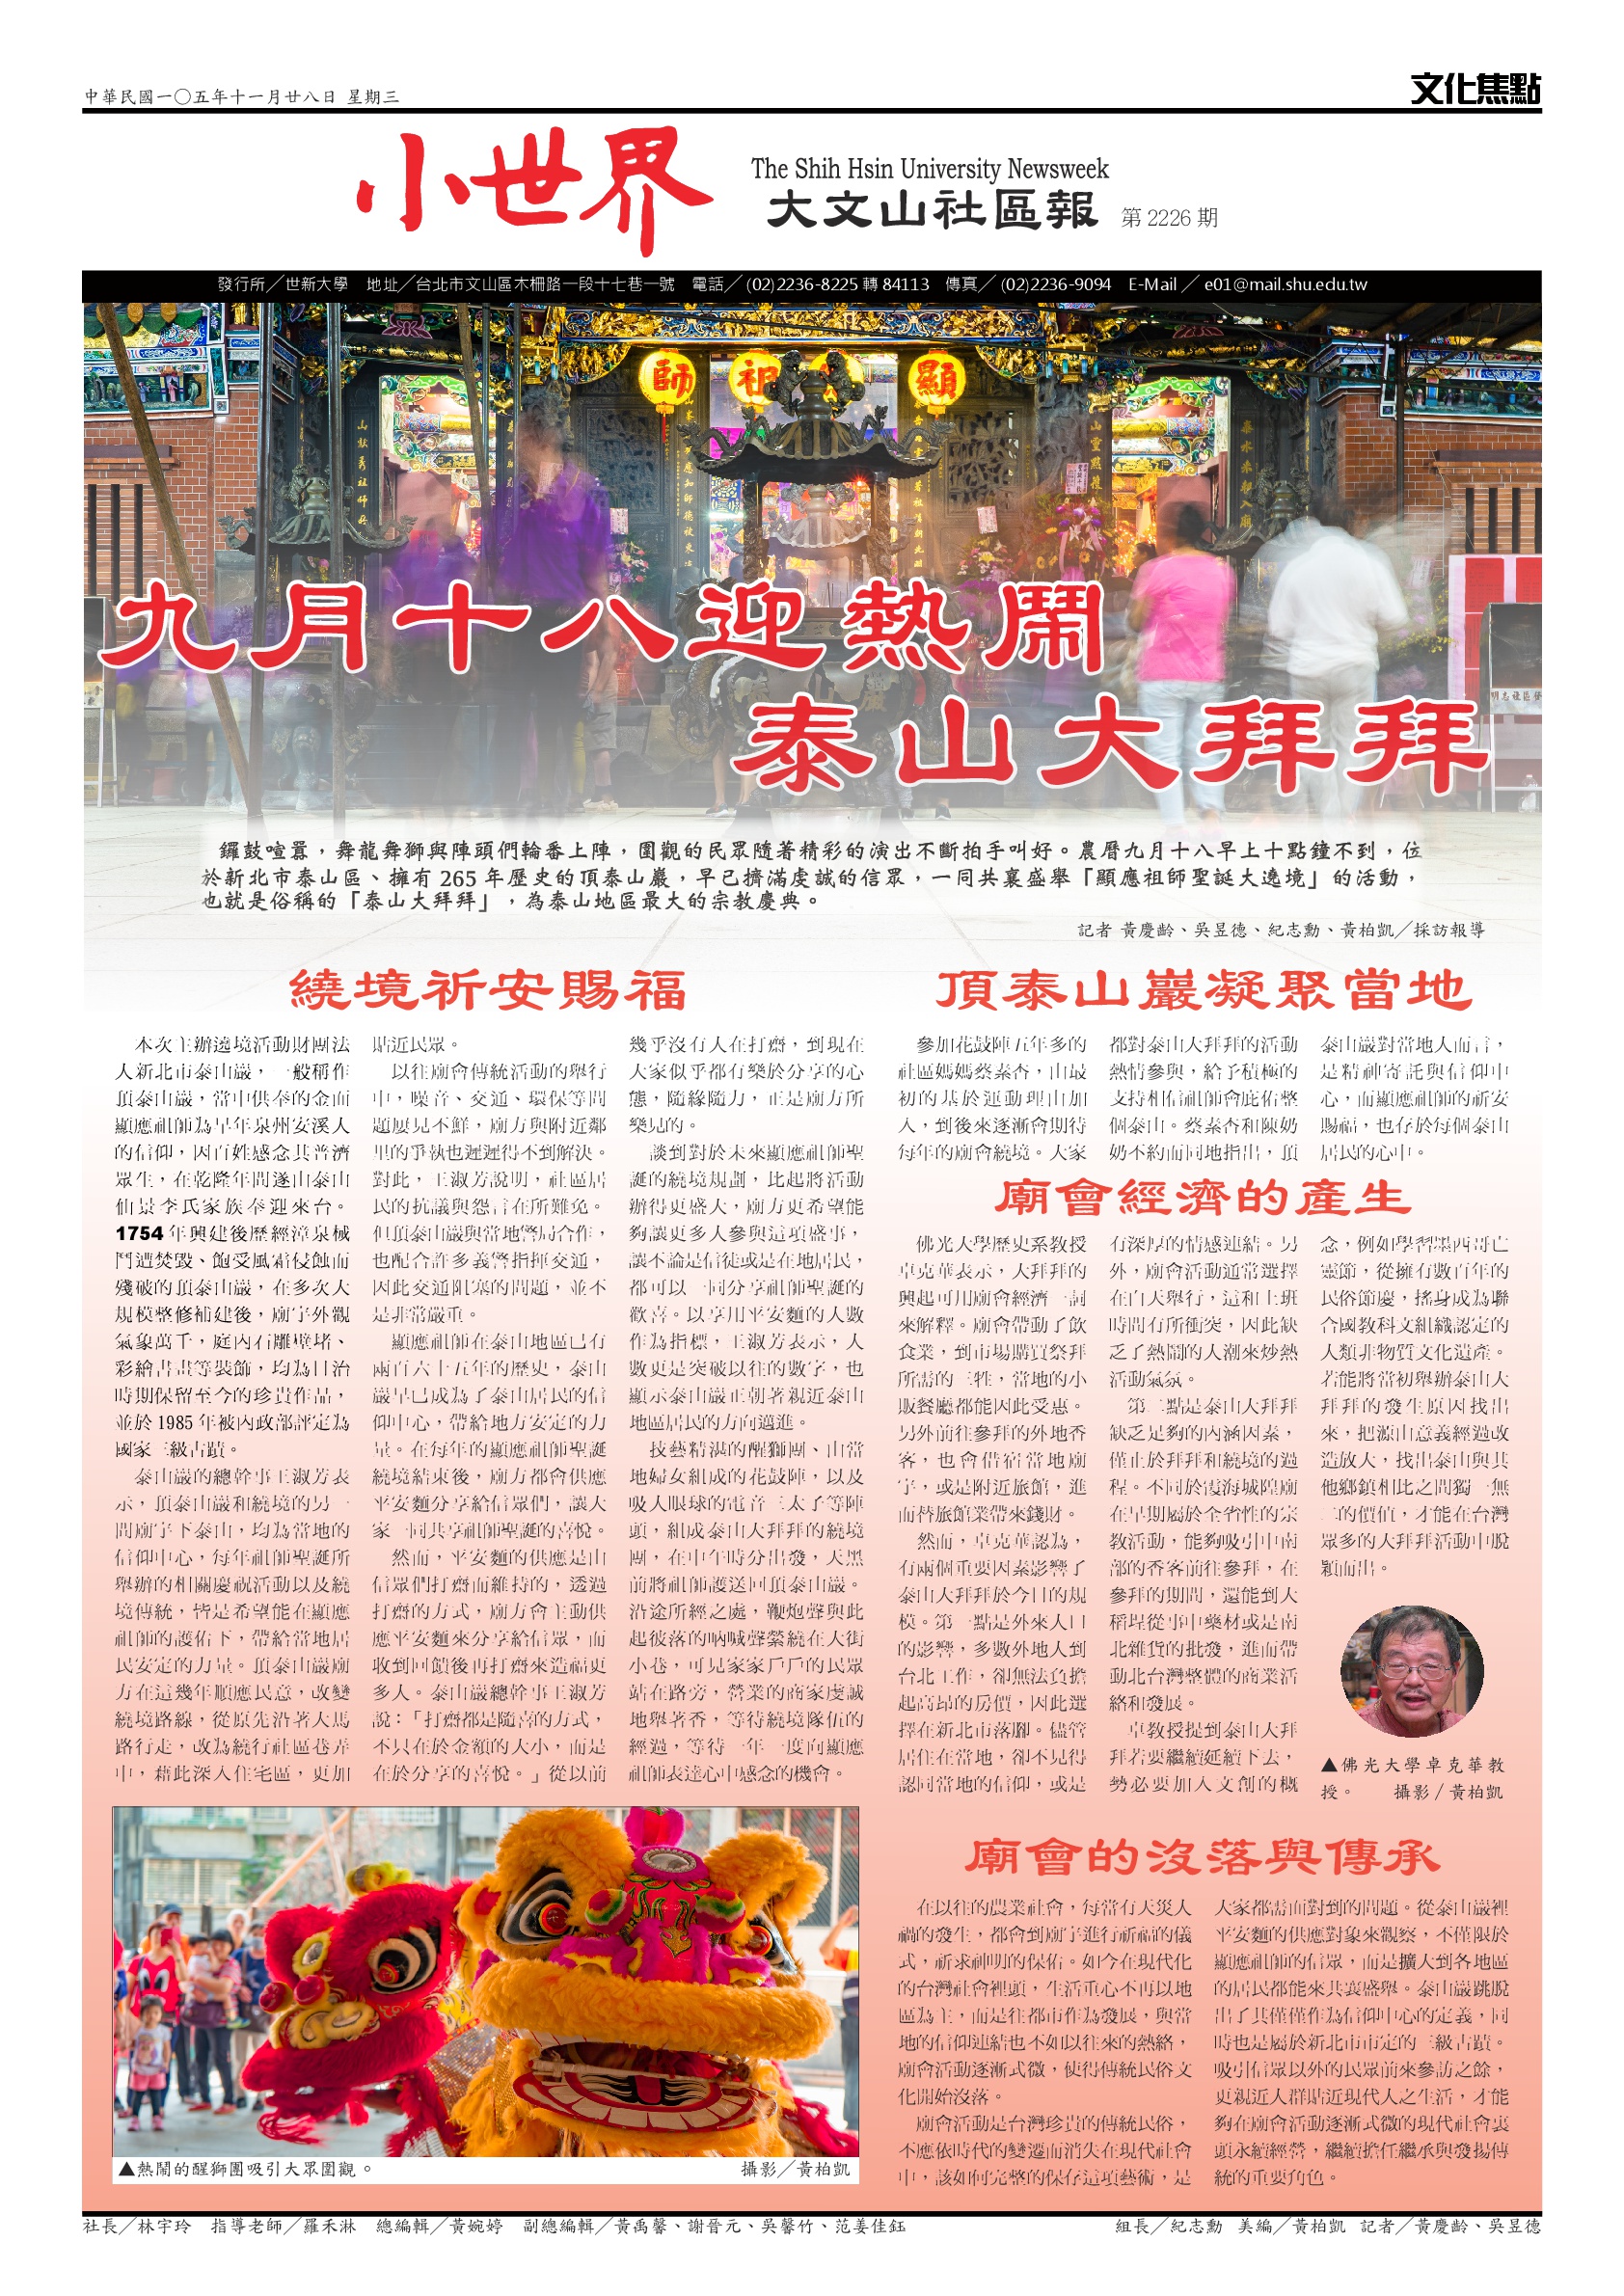 中華民國一〇五年十一月廿八日 星期三
文化焦點
小世界
The Shih Hsin University Newsweek
大文山社區報 第 2226 期
發行所／世新大學 地址／台北市文山區木柵路一段十七巷一號 電話／(02)2236-8225 轉 84113 傳真／(02)2236-9094 E-Mail ／ e01@mail.shu.edu.tw
師
祖
顯
九月十八迎熱鬧
泰山大拜拜
鑼鼓喧囂，舞龍舞獅與陣頭們輪番上陣，圍觀的民眾隨著精彩的演出不斷拍手叫好。農曆九月十八早上十點鐘不到，位
於新北市泰山區、擁有 265 年歷史的頂泰山巖，早已擠滿虔誠的信眾，一同共襄盛舉「顯應祖師聖誕大遶境」的活動，
也就是俗稱的「泰山大拜拜」，為泰山地區最大的宗教慶典。
記者 黃慶齡、吳昱德、紀志勳、黃柏凱／採訪報導
繞境祈安賜福
本次主辦遶境活動財團法
人新北市泰山巖，一般稱作
頂泰山巖，當中供奉的金面
顯應祖師為早年泉州安溪人
的信仰，因百姓感念其普濟
眾生，在乾隆年間遂由泰山
仙景李氏家族奉迎來台。
1754 年興建後歷經漳泉械
鬥遭焚毀、飽受風霜侵蝕而
殘破的頂泰山巖，在多次大
規模整修補建後，廟宇外觀
氣象萬千，庭內石雕壁堵、
彩繪書畫等裝飾，均為日治
時期保留至今的珍貴作品，
並於 1985 年被內政部評定為
國家三級古蹟。
泰山巖的總幹事王淑芳表
示，頂泰山巖和繞境的另一
間廟宇下泰山，均為當地的
信仰中心，每年祖師聖誕所
舉辦的相關慶祝活動以及繞
境傳統，皆是希望能在顯應
祖師的護佑下，帶給當地居
民安定的力量。頂泰山巖廟
方在這幾年順應民意，改變
繞境路線，從原先沿著大馬
路行走，改為繞行社區巷弄
中，藉此深入住宅區，更加
貼近民眾。
以往廟會傳統活動的舉行
中，噪音、交通、環保等問
題屢見不鮮，廟方與附近鄰
里的爭執也遲遲得不到解決。
對此，王淑芳說明，社區居
民的抗議與怨言在所難免。
但頂泰山巖與當地警局合作，
也配合許多義警指揮交通，
因此交通阻塞的問題，並不
是非常嚴重。
顯應祖師在泰山地區已有
兩百六十五年的歷史，泰山
巖早已成為了泰山居民的信
仰中心，帶給地方安定的力
量。在每年的顯應祖師聖誕
繞境結束後，廟方都會供應
平安麵分享給信眾們，讓大
家一同共享祖師聖誕的喜悅。
然而，平安麵的供應是由
信眾們打齋而維持的，透過
打齋的方式，廟方會主動供
應平安麵來分享給信眾，而
收到回饋後再打齋來造福更
多人。泰山巖總幹事王淑芳
說：「打齋都是隨喜的方式，
不只在於金額的大小，而是
在於分享的喜悅。」從以前
幾乎沒有人在打齋，到現在
大家似乎都有樂於分享的心
態，隨緣隨力，正是廟方所
樂見的。
談到對於未來顯應祖師聖
誕的繞境規劃，比起將活動
辦得更盛大，廟方更希望能
夠讓更多人參與這項盛事，
讓不論是信徒或是在地居民，
都可以一同分享祖師聖誕的
歡喜。以享用平安麵的人數
作為指標，王淑芳表示，人
數更是突破以往的數字，也
顯示泰山巖正朝著親近泰山
地區居民的方向邁進。
技藝精湛的醒獅團、由當
地婦女組成的花鼓陣，以及
吸人眼球的電音三太子等陣
頭，組成泰山大拜拜的繞境
團，在中午時分出發，天黑
前將祖師護送回頂泰山巖。
沿途所經之處，鞭炮聲與此
起彼落的吶喊聲縈繞在大街
小巷，可見家家戶戶的民眾
站在路旁，營業的商家虔誠
地舉著香，等待繞境隊伍的
經過，等待一年一度向顯應
祖師表達心中感念的機會。
▲熱鬧的醒獅團吸引大眾圍觀。 攝影／黃柏凱
頂泰山巖凝聚當地
參加花鼓陣五年多的
社區媽媽蔡素杏，由最
初的基於運動理由加
入，到後來逐漸會期待
每年的廟會繞境。大家
都對泰山大拜拜的活動
熱情參與，給予積極的
支持相信祖師會庇佑整
個泰山。蔡素杏和陳奶
奶不約而同地指出，頂
泰山巖對當地人而言，
是精神寄託與信仰中
心，而顯應祖師的祈安
賜福，也存於每個泰山
居民的心中。
廟會經濟的產生
佛光大學歷史系教授
卓克華表示，大拜拜的
興起可用廟會經濟一詞
來解釋。廟會帶動了飲
食業，到市場購買祭拜
所需的三牲，當地的小
販餐廳都能因此受惠。
另外前往參拜的外地香
客，也會借宿當地廟
宇，或是附近旅館，進
而替旅館業帶來錢財。
然而，卓克華認為，
有兩個重要因素影響了
泰山大拜拜於今日的規
模。第一點是外來人口
的影響，多數外地人到
台北工作，卻無法負擔
起高昂的房價，因此選
擇在新北市落腳。儘管
居住在當地，卻不見得
認同當地的信仰，或是
有深厚的情感連結。另
外，廟會活動通常選擇
在白天舉行，這和上班
時間有所衝突，因此缺
乏了熱鬧的人潮來炒熱
活動氣氛。
第二點是泰山大拜拜
缺乏足夠的內涵因素，
僅止於拜拜和繞境的過
程。不同於霞海城隍廟
在早期屬於全省性的宗
教活動，能夠吸引中南
部的香客前往參拜，在
參拜的期間，還能到大
稻埕從事中藥材或是南
北雜貨的批發，進而帶
動北台灣整體的商業活
絡和發展。
卓教授提到泰山大拜
拜若要繼續延續下去，
勢必要加入文創的概
念，例如學習墨西哥亡
靈節，從擁有數百年的
民俗節慶，搖身成為聯
合國教科文組織認定的
人類非物質文化遺產。
若能將當初舉辦泰山大
拜拜的發生原因找出
來，把源由意義經過改
造放大，找出泰山與其
他鄉鎮相比之間獨一無
二的價值，才能在台灣
眾多的大拜拜活動中脫
穎而出。
▲佛光大學卓克華教
授。 攝影／黃柏凱
廟會的沒落與傳承
在以往的農業社會，每當有天災人
禍的發生，都會到廟宇進行祈福的儀
式，祈求神明的保佑。如今在現代化
的台灣社會裡頭，生活重心不再以地
區為主，而是往都市作為發展，與當
地的信仰連結也不如以往來的熱絡，
廟會活動逐漸式微，使得傳統民俗文
化開始沒落。
廟會活動是台灣珍貴的傳統民俗，
不應依時代的變遷而消失在現代社會
中，該如何完整的保存這項藝術，是
大家都需面對到的問題。從泰山巖裡
平安麵的供應對象來觀察，不僅限於
顯應祖師的信眾，而是擴大到各地區
的居民都能來共襄盛舉。泰山巖跳脫
出了其僅僅作為信仰中心的定義，同
時也是屬於新北市市定的三級古蹟。
吸引信眾以外的民眾前來參訪之餘，
更親近人群貼近現代人之生活，才能
夠在廟會活動逐漸式微的現代社會裏
頭永續經營，繼續擔任繼承與發揚傳
統的重要角色。
社長／林宇玲 指導老師／羅禾淋 總編輯／黃婉婷 副總編輯／黃禹馨、謝晉元、吳馨竹、范姜佳鈺
組長／紀志勳 美編／黃柏凱 記者／黃慶齡、吳昱德